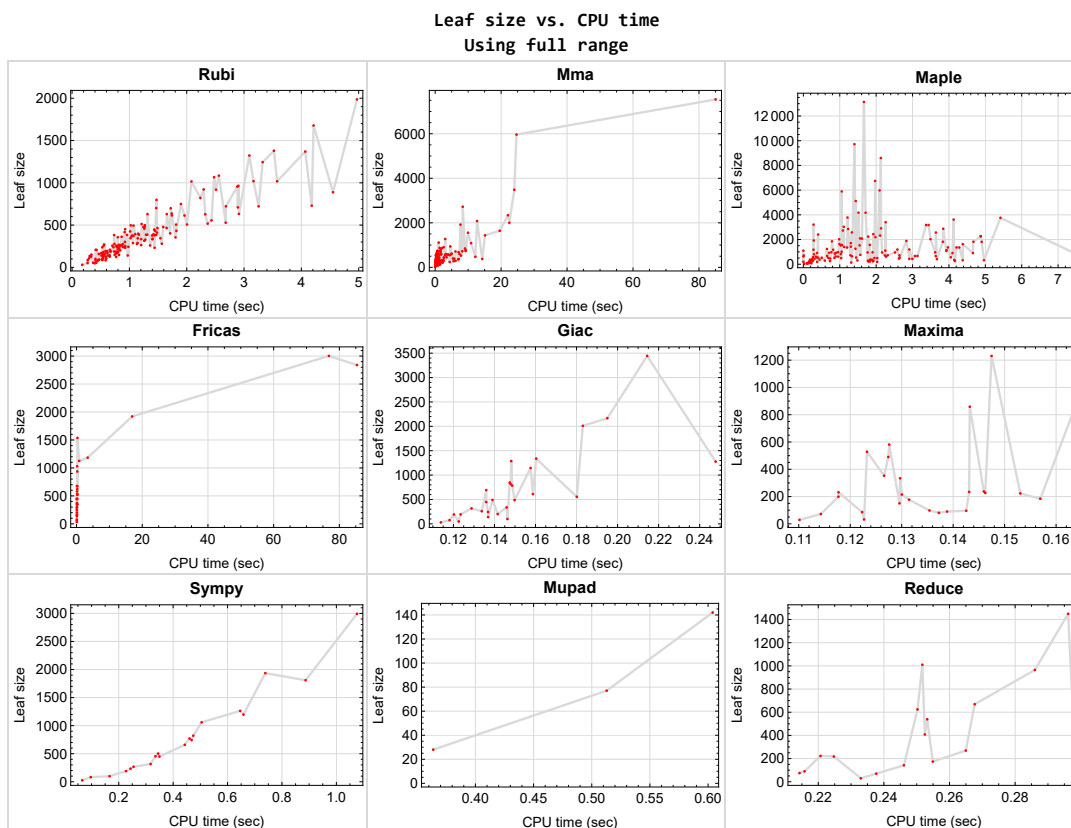 Leaf size vs. CPU time
Using full range
Rubi
Leaf size
2000
1500
1000
500
0
0 1 2 3 4 5
CPU time (sec)
Mma
Leaf size
6000
4000
2000
0
0 20 40 60 80
CPU time (sec)
Maple
Leaf size
12 000
10 000
8000
6000
4000
2000
0
0 1 2 3 4 5 6 7
CPU time (sec)
Fricas
Leaf size
3000
2500
2000
1500
1000
500
0
0 20 40 60 80
CPU time (sec)
Giac
Leaf size
3500
3000
2500
2000
1500
1000
500
0
0.12 0.14 0.16 0.18 0.20 0.22 0.24
CPU time (sec)
Maxima
Leaf size
1200
1000
800
600
400
200
0
0.11 0.12 0.13 0.14 0.15 0.16
CPU time (sec)
Sympy
Leaf size
3000
2500
2000
1500
1000
500
0
0.2 0.4 0.6 0.8 1.0
CPU time (sec)
Mupad
Leaf size
140
120
100
80
60
40
20
0
0.40 0.45 0.50 0.55 0.60
CPU time (sec)
Reduce
Leaf size
1400
1200
1000
800
600
400
200
0
0.22 0.24 0.26 0.28
CPU time (sec)